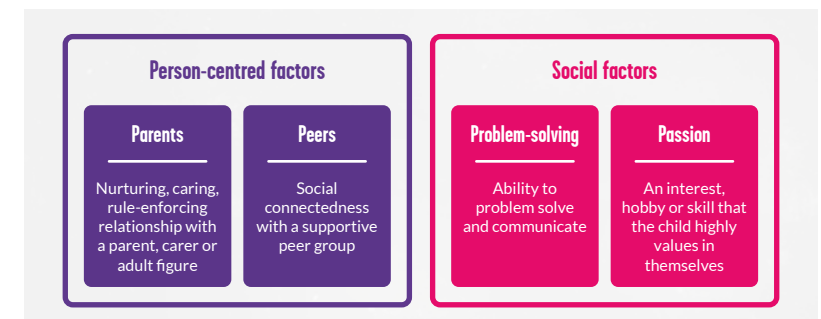 Person-centred factors
Parents
Nurturing, caring,
rule-enforcing
relationship with
a parent, carer or
adult figure
Peers
Social
connectedness
with a supportive
peer group
Social factors
Problem-solving
Ability to
problem solve
and communicate
Passion
An interest,
hobby or skill that
the child highly
values in
themselves